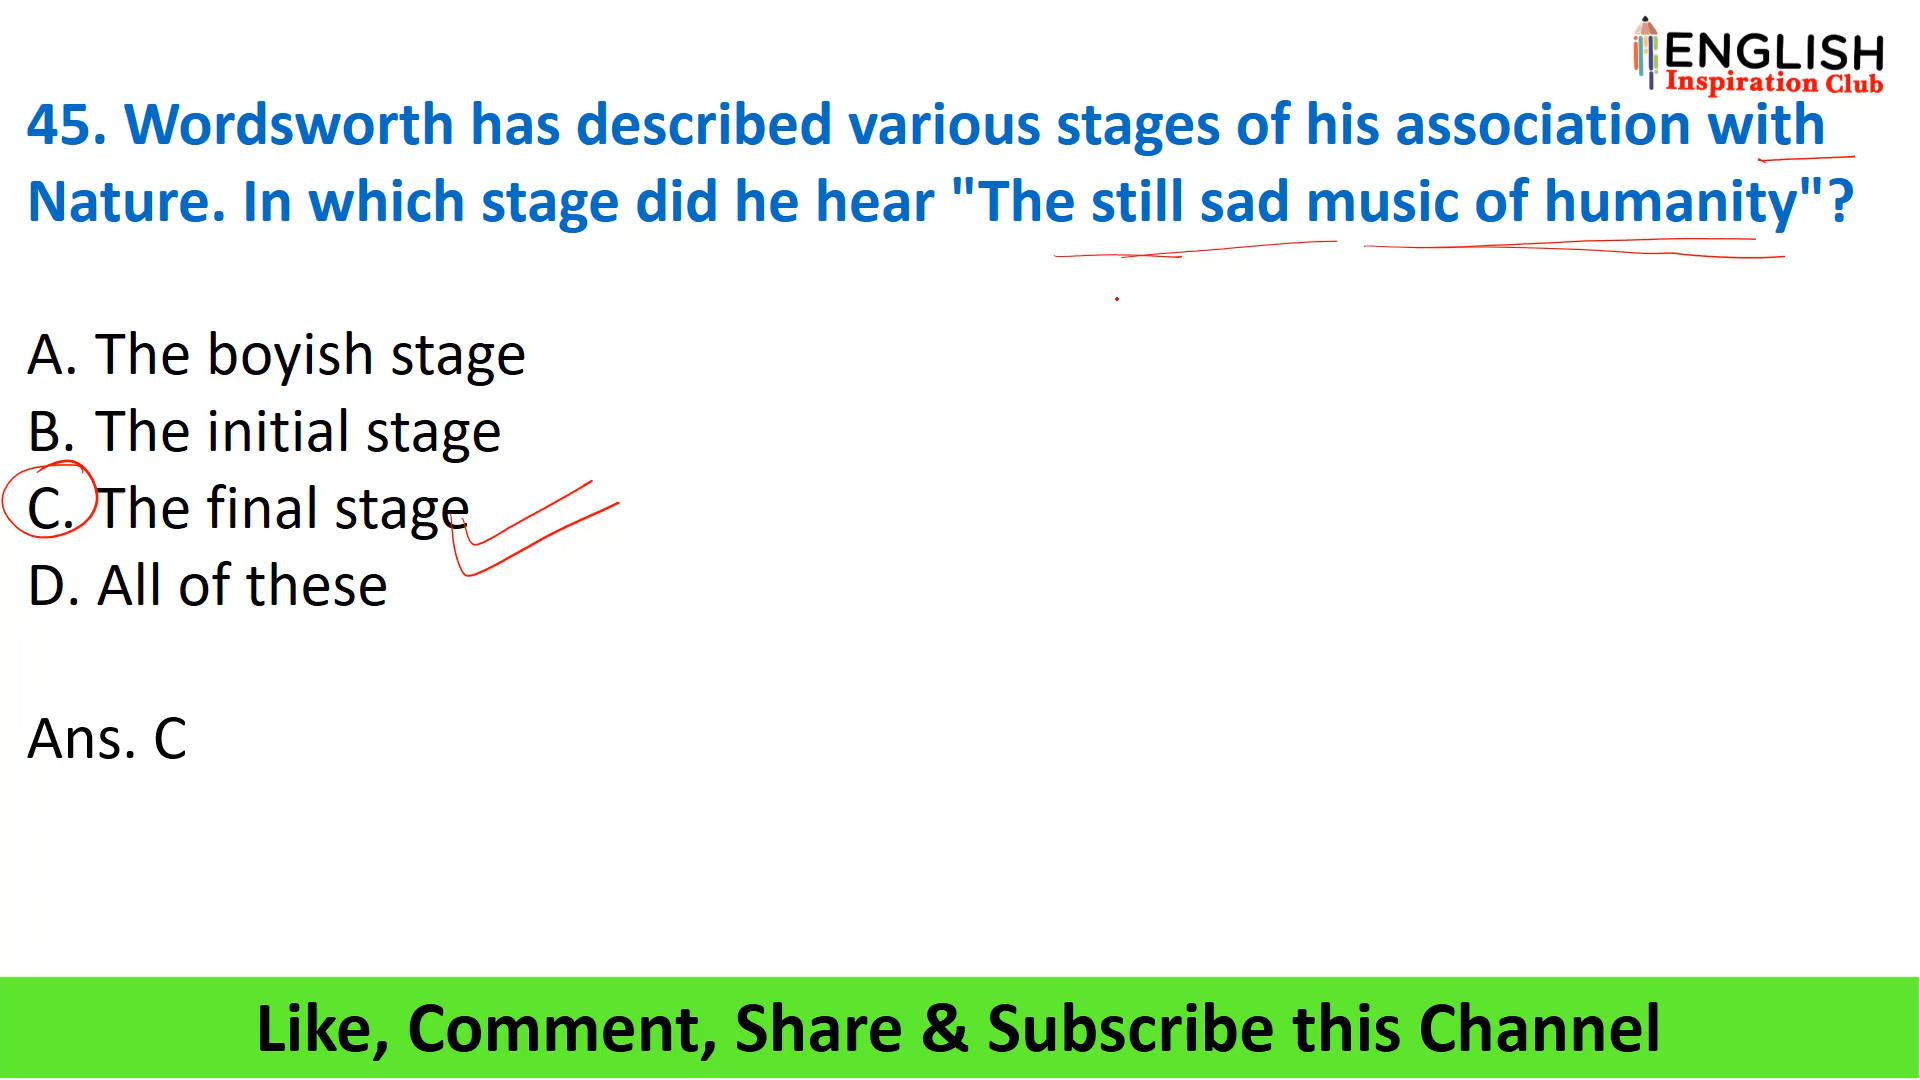 ENGLISH
Inspiration Club
45. Wordsworth has described various stages of his association with
Nature. In which stage did he hear "The still sad music of humanity"?
A. The boyish stage
B. The initial stage
C. The final stage
D. All of these
Ans. C
Like, Comment, Share & Subscribe this Channel